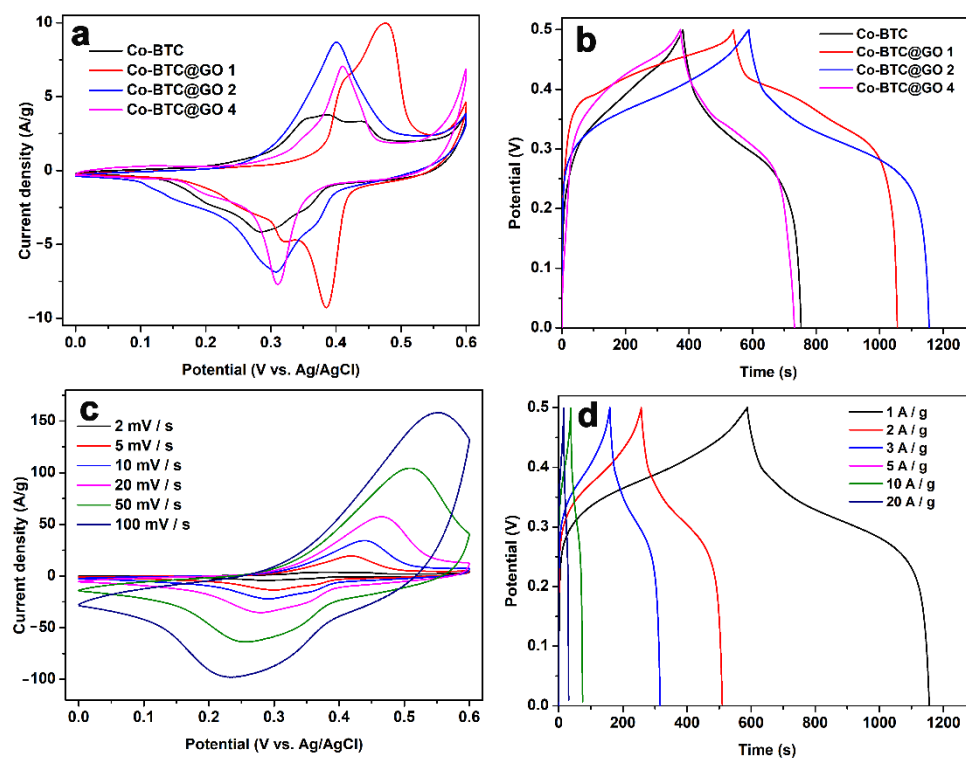 a
Co-BTC
Co-BTC@GO 1
Co-BTC@GO 2
Co-BTC@GO 4
10
5
0
−5
−10
Current density (A/g)
0.0 0.1 0.2 0.3 0.4 0.5 0.6
Potential (V vs. Ag/AgCl)
b
Co-BTC
Co-BTC@GO 1
Co-BTC@GO 2
Co-BTC@GO 4
0.5
0.4
0.3
0.2
0.1
0.0
Potential (V)
0 200 400 600 800 1000 1200
Time (s)
c
2 mV / s
5 mV / s
10 mV / s
20 mV / s
50 mV / s
100 mV / s
150
100
50
0
−50
−100
Current density (A/g)
0.0 0.1 0.2 0.3 0.4 0.5 0.6
Potential (V vs. Ag/AgCl)
d
1 A / g
2 A / g
3 A / g
5 A / g
10 A / g
20 A / g
0.5
0.4
0.3
0.2
0.1
0.0
Potential (V)
0 200 400 600 800 1000 1200
Time (s)